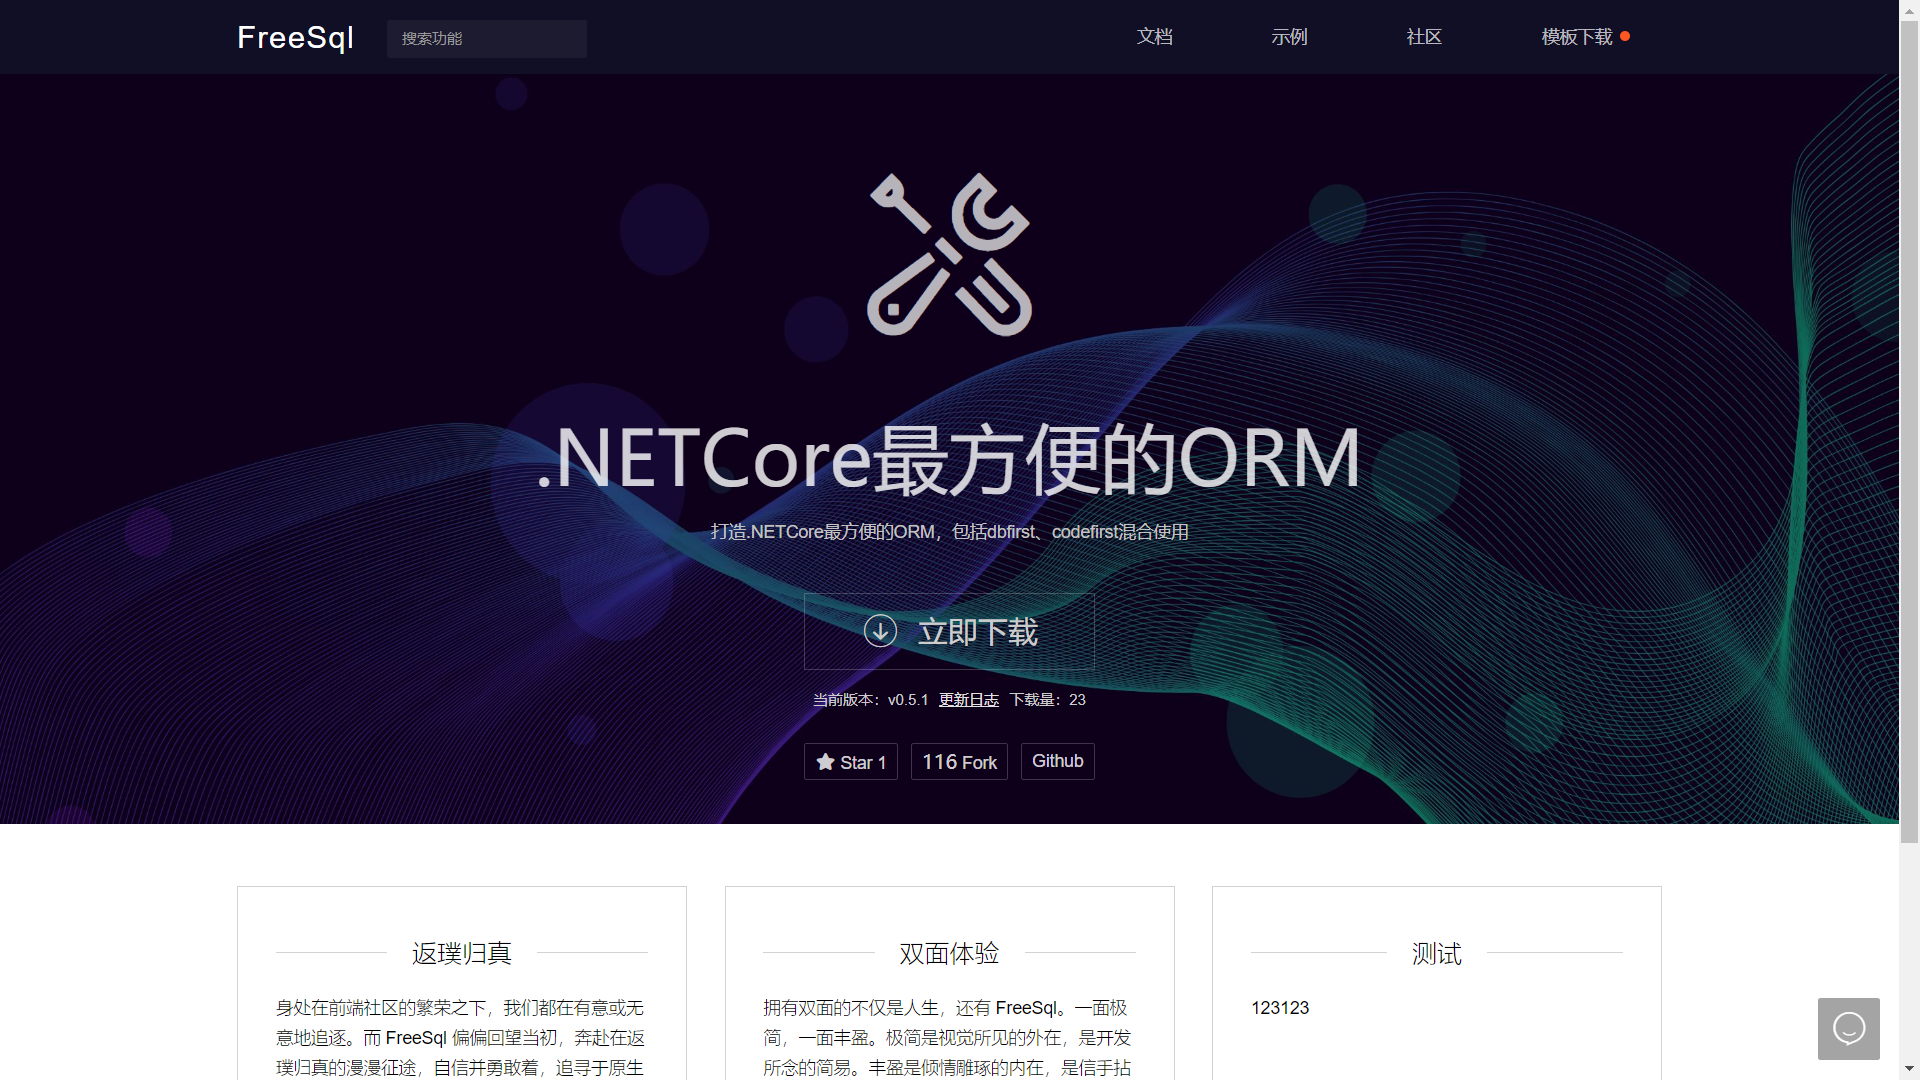 FreeSql
搜索功能
文档
示例
社区
模板下载
.NETCore最方便的ORM
打造.NETCore最方便的ORM，包括dbfirst、codefirst混合使用
立即下载
当前版本：v0.5.1 更新日志 下载量：23
Star 1
116 Fork
Github
返璞归真
身处在前端社区的繁荣之下，我们都在有意或无
意地追逐。而 FreeSql 偏偏回望当初，奔赴在返
璞归真的漫漫征途，自信并勇敢着，追寻于原生
双面体验
拥有双面的不仅是人生，还有 FreeSql。一面极
简，一面丰盈。极简是视觉所见的外在，是开发
所念的简易。丰盈是倾情雕琢的内在，是信手拈
测试
123123